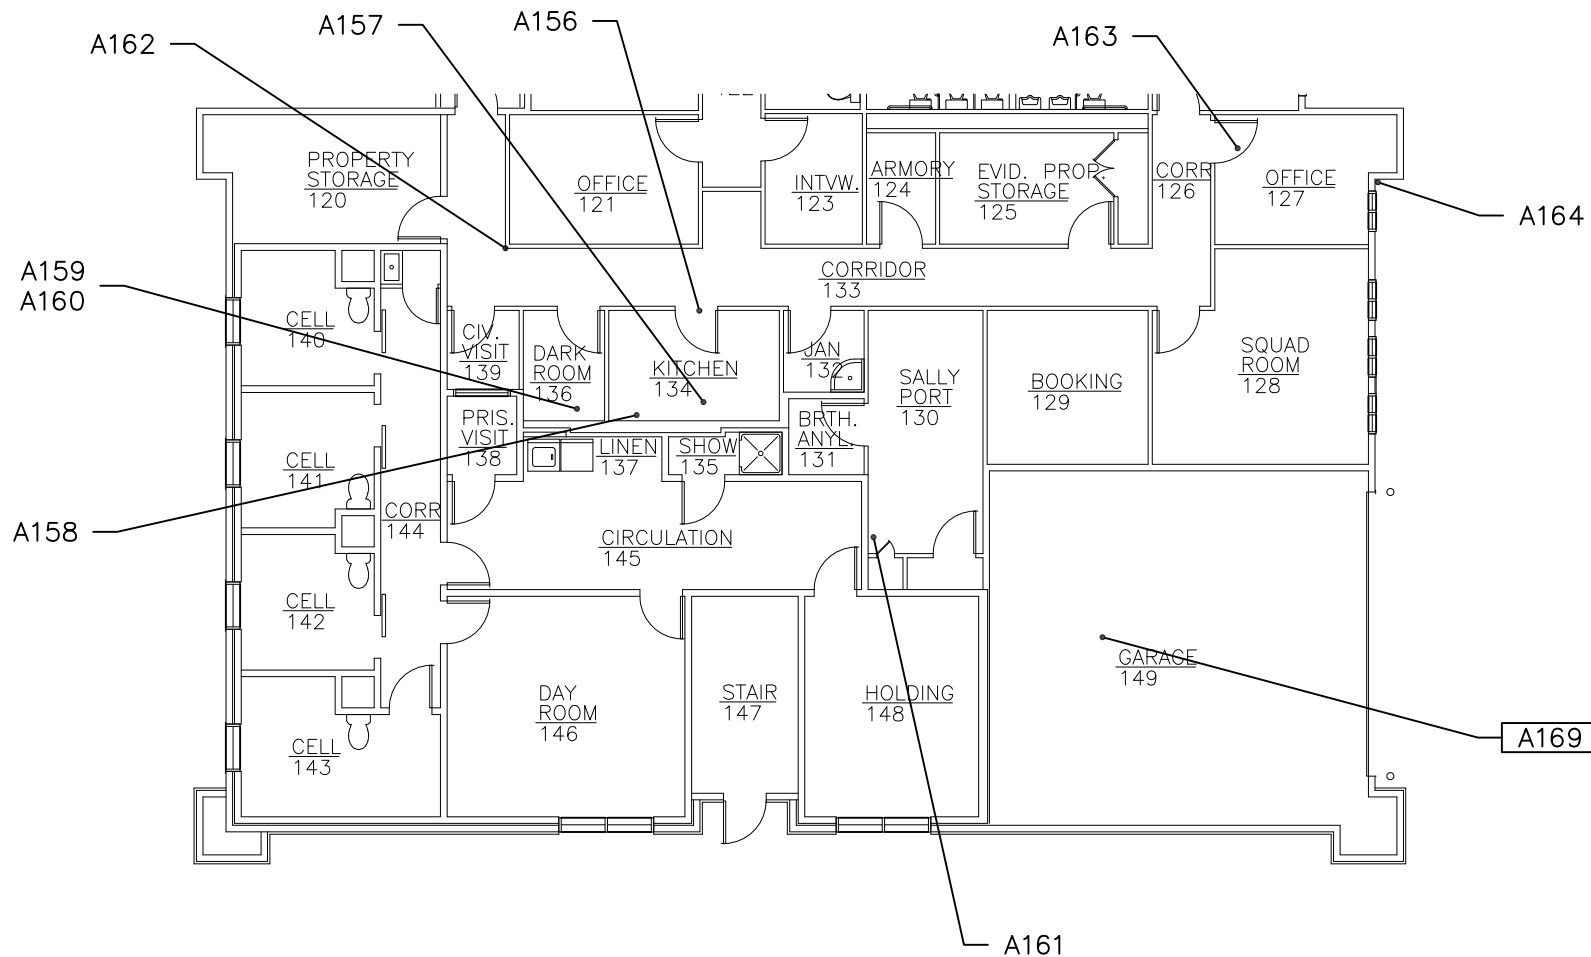 A157
A156
A162
A163
PROPERTY
STORAGE
120
OFFICE
121
INTVW.
123
ARMORY
124
EVID. PROP.
STORAGE
125
CORR
126
OFFICE
127
A164
A159
A160
CORRIDOR
133
CELL
140
CIV.
VISIT
139
DARK
ROOM
136
KITCHEN
134
JAN
132
SALLY
PORT
130
BOOKING
129
SQUAD
ROOM
128
PRIS.
VISIT
138
LINEN
137
SHOW
135
BRTH.
ANYL.
131
CELL
141
CORR
144
A158
CIRCULATION
145
CELL
142
GARAGE
149
DAY
ROOM
146
STAIR
147
HOLDING
148
A169
CELL
143
A161